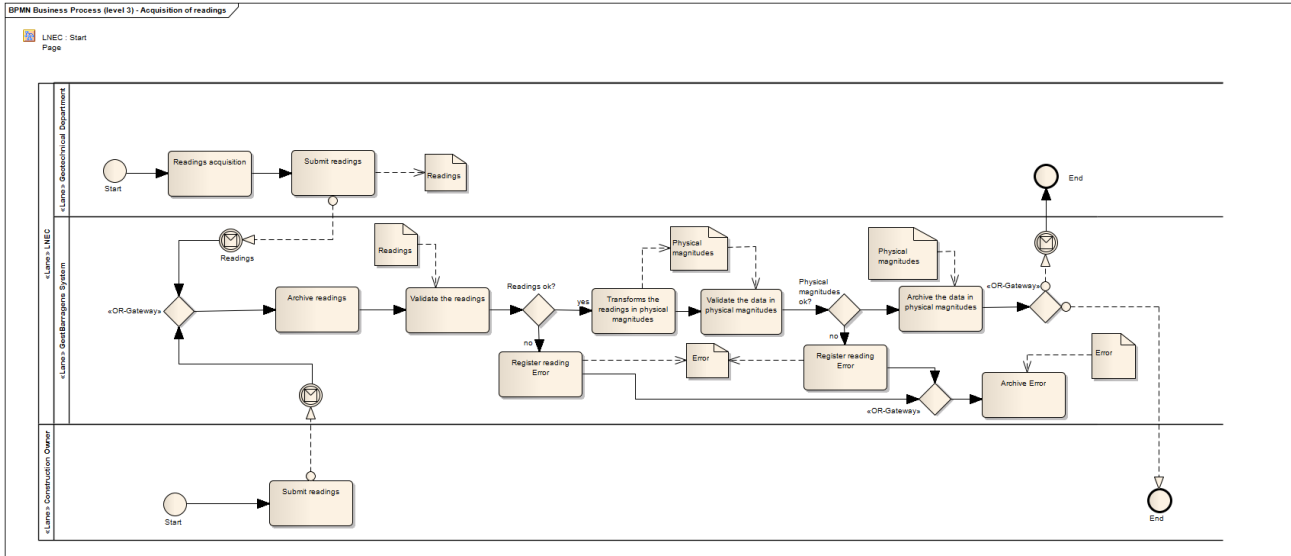 BPMN Business Process (level 3) - Acquisition of readings
LNEC : Start
Page
«Lane» LNEC
«Lane» Geotechnical Department
Start
Readings acquisition
Submit readings
Readings
End
«Lane» GestBarragens System
Readings
Readings
Physical
magnitudes
Physical
magnitudes
«OR-Gateway»
Archive readings
Validate the readings
Readings ok?
yes
no
Transforms the
readings in physical
magnitudes
Validate the data in
physical magnitudes
Physical
magnitudes
ok?
no
Archive the data in
physical magnitudes
«OR-Gateway»
Register reading
Error
Error
Register reading
Error
«OR-Gateway»
Archive Error
Error
«Lane» Construction Owner
Start
Submit readings
End